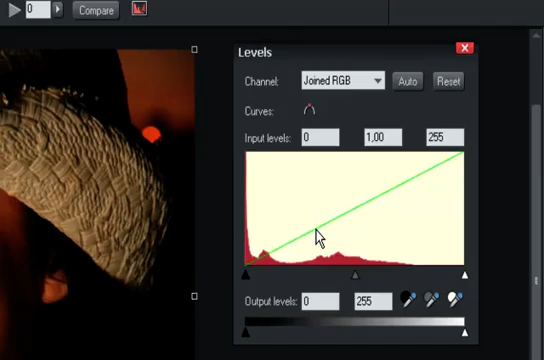 0 Compare
Levels
Channel: Joined RGB Auto Reset
Curves:
Input levels: 0 1,00 255
Output levels: 0 255